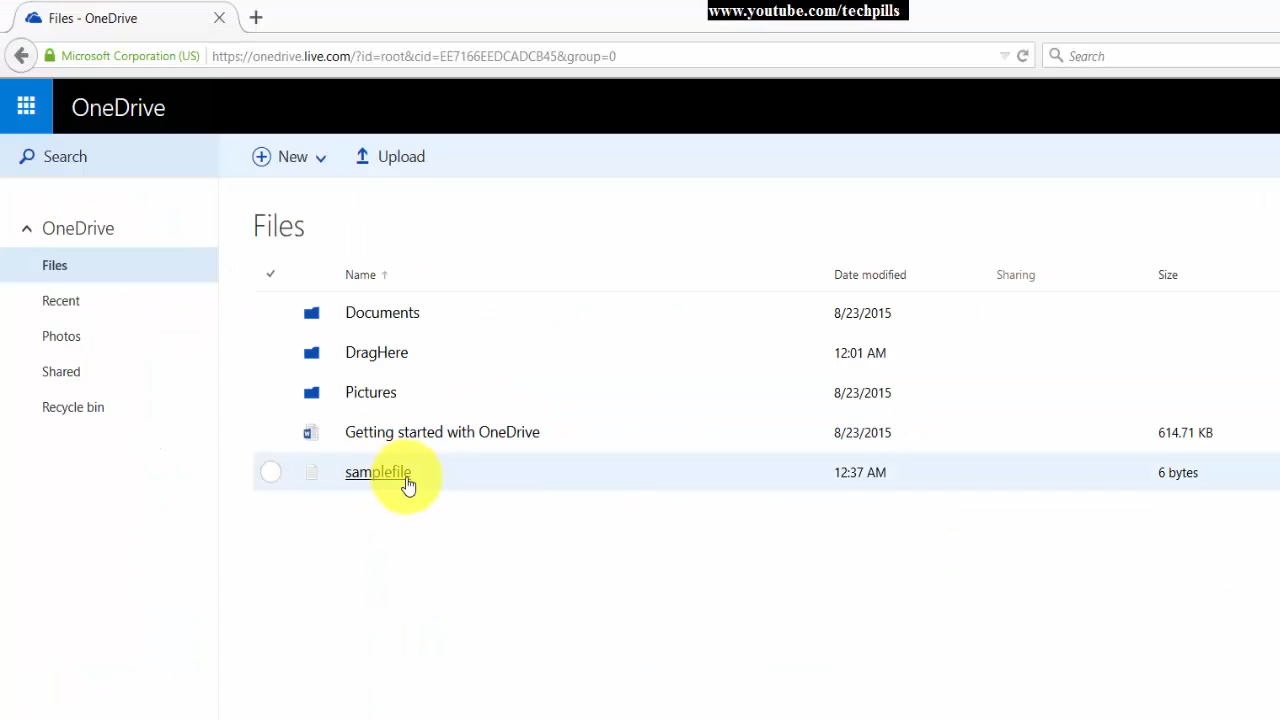 Files - OneDrive
www.youtube.com/techpills
Microsoft Corporation (US)
https://onedrive.live.com/?id=root&cid=EE7166EEDCADCB45&group=0
Search
OneDrive
Search
New
Upload
OneDrive
Files
Recent
Photos
Shared
Recycle bin
Files
Name Date modified Sharing Size
Documents 8/23/2015
DragHere 12:01 AM
Pictures 8/23/2015
Getting started with OneDrive 8/23/2015 614.71 KB
samplefile 12:37 AM 6 bytes